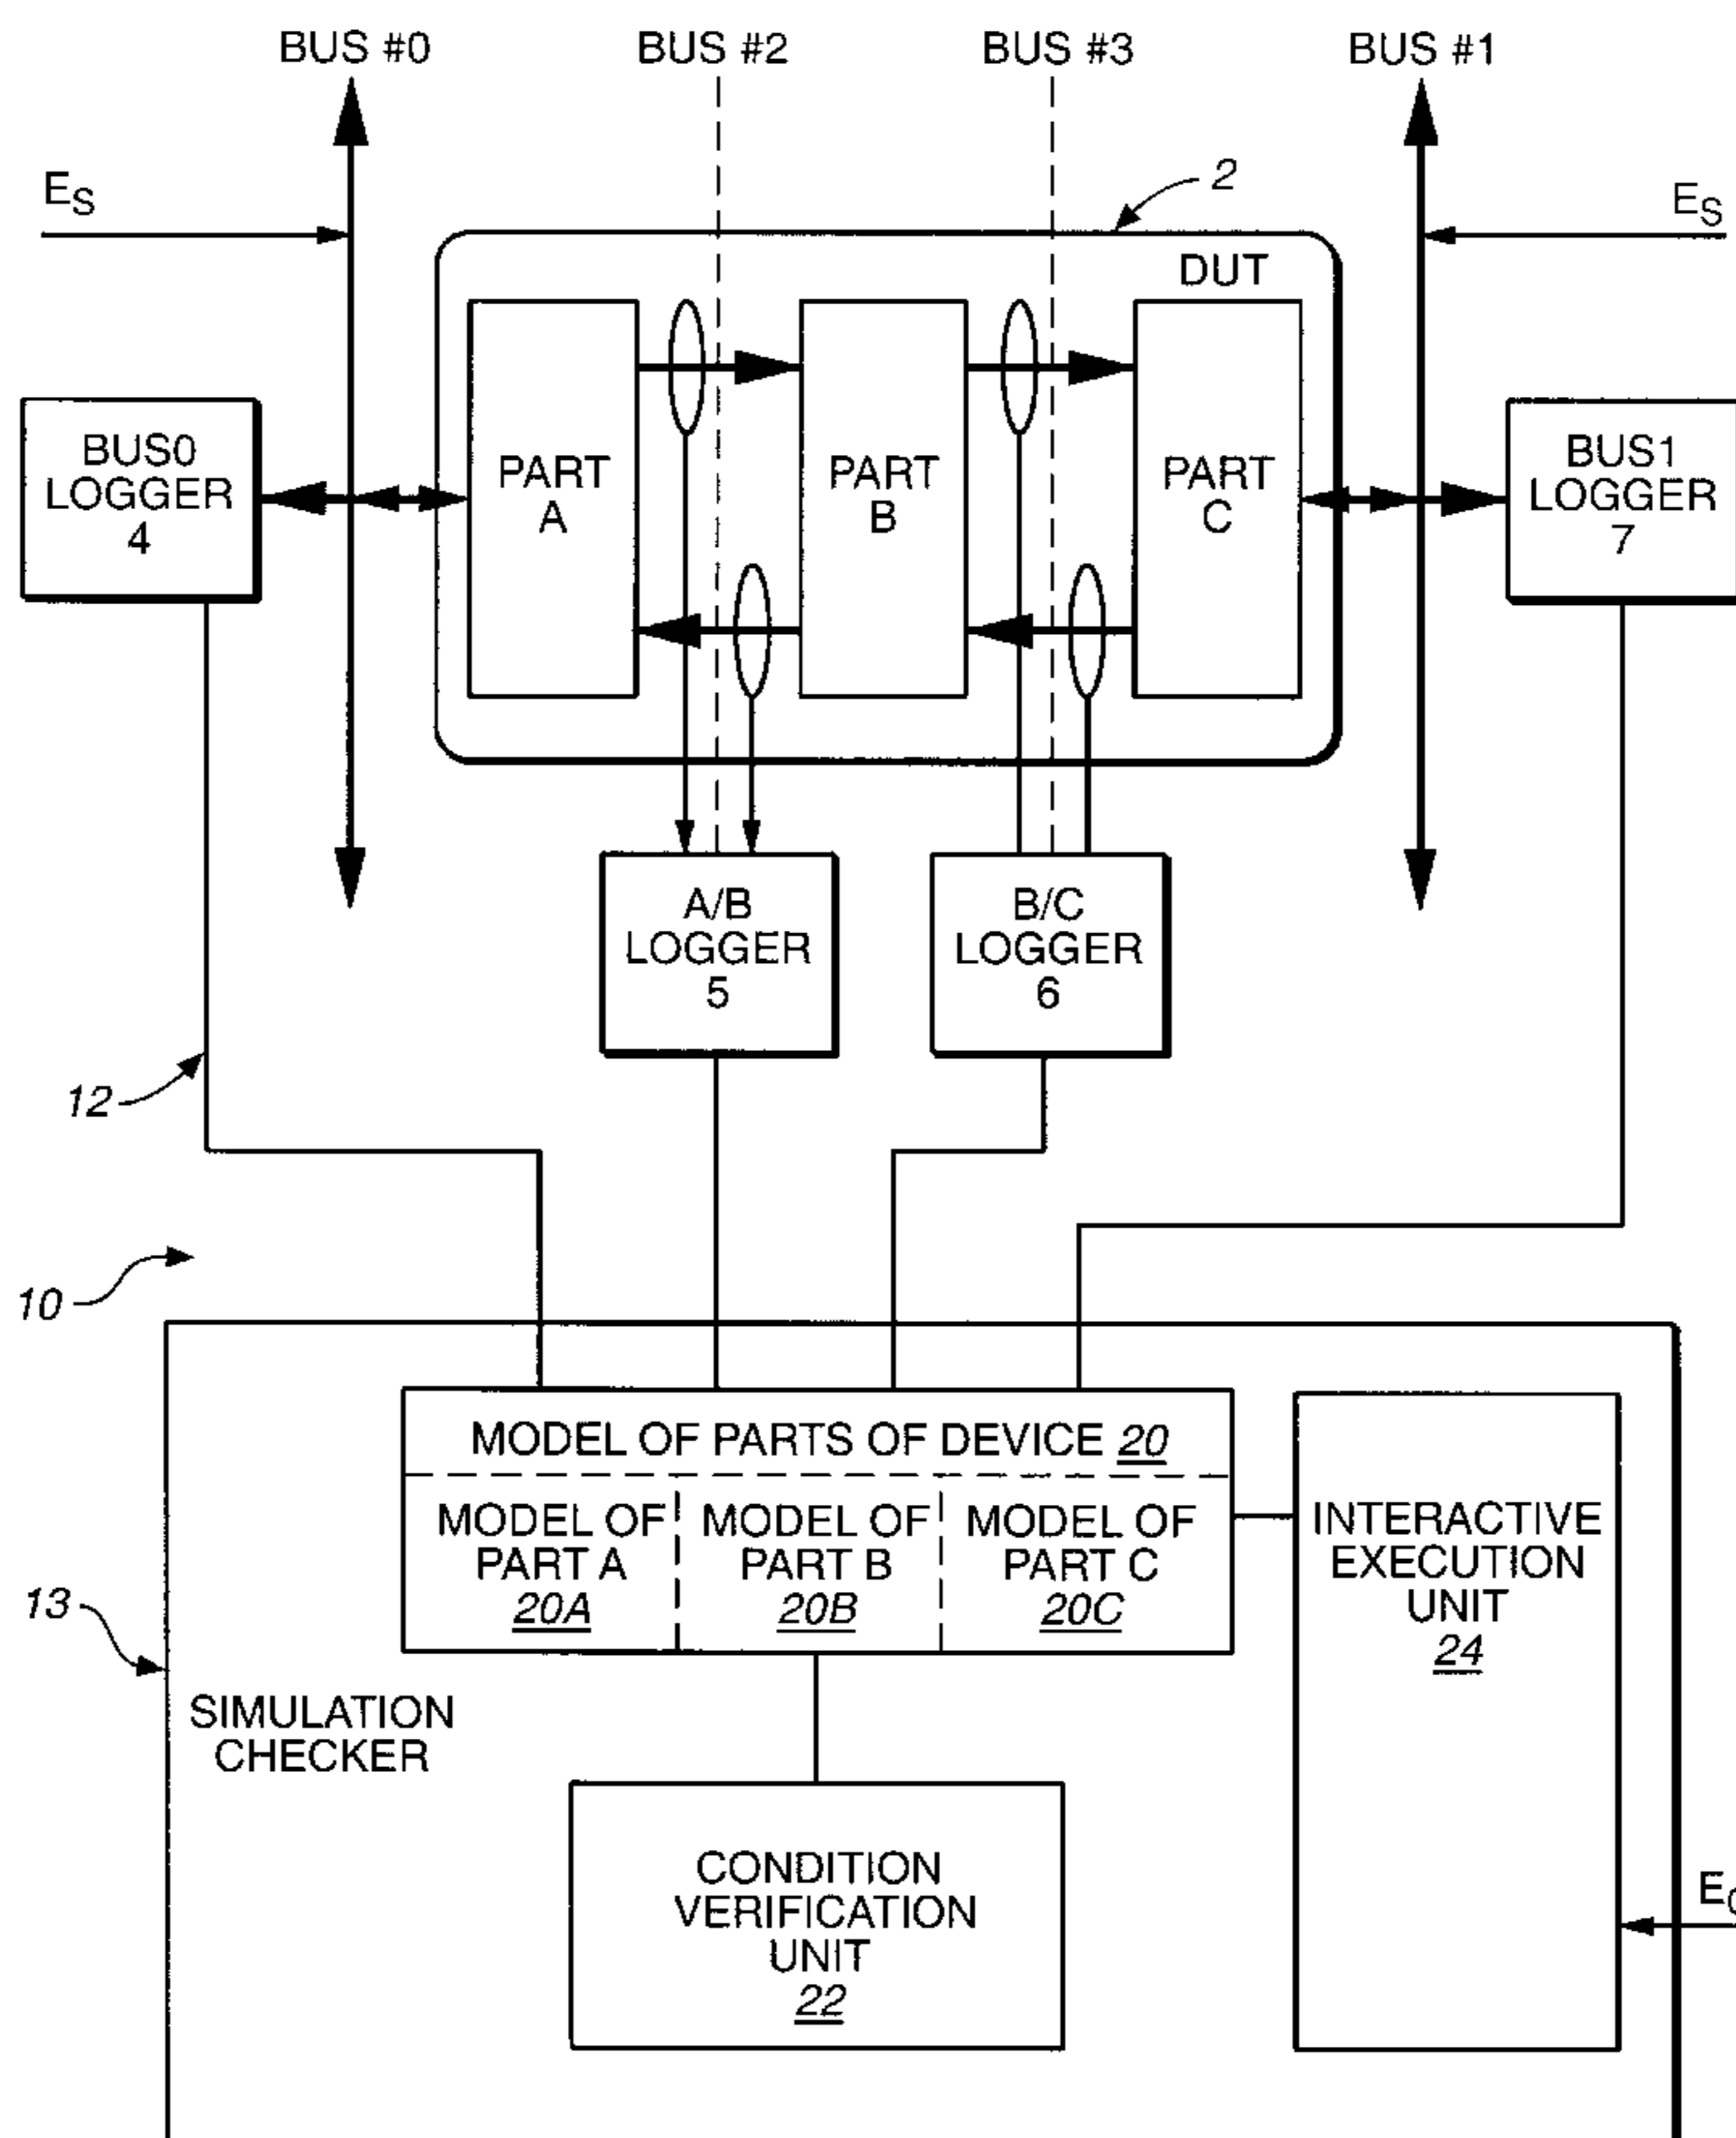 BUS #0
BUS #2
BUS #3
BUS #1
ES
2
ES
DUT
BUS0
LOGGER
4
PART
A
PART
B
PART
C
BUS1
LOGGER
7
A/B
LOGGER
5
B/C
LOGGER
6
12
10
MODEL OF PARTS OF DEVICE 20
MODEL OF
PART A
20A
MODEL OF
PART B
20B
MODEL OF
PART C
20C
INTERACTIVE
EXECUTION
UNIT
24
13
SIMULATION
CHECKER
CONDITION
VERIFICATION
UNIT
22